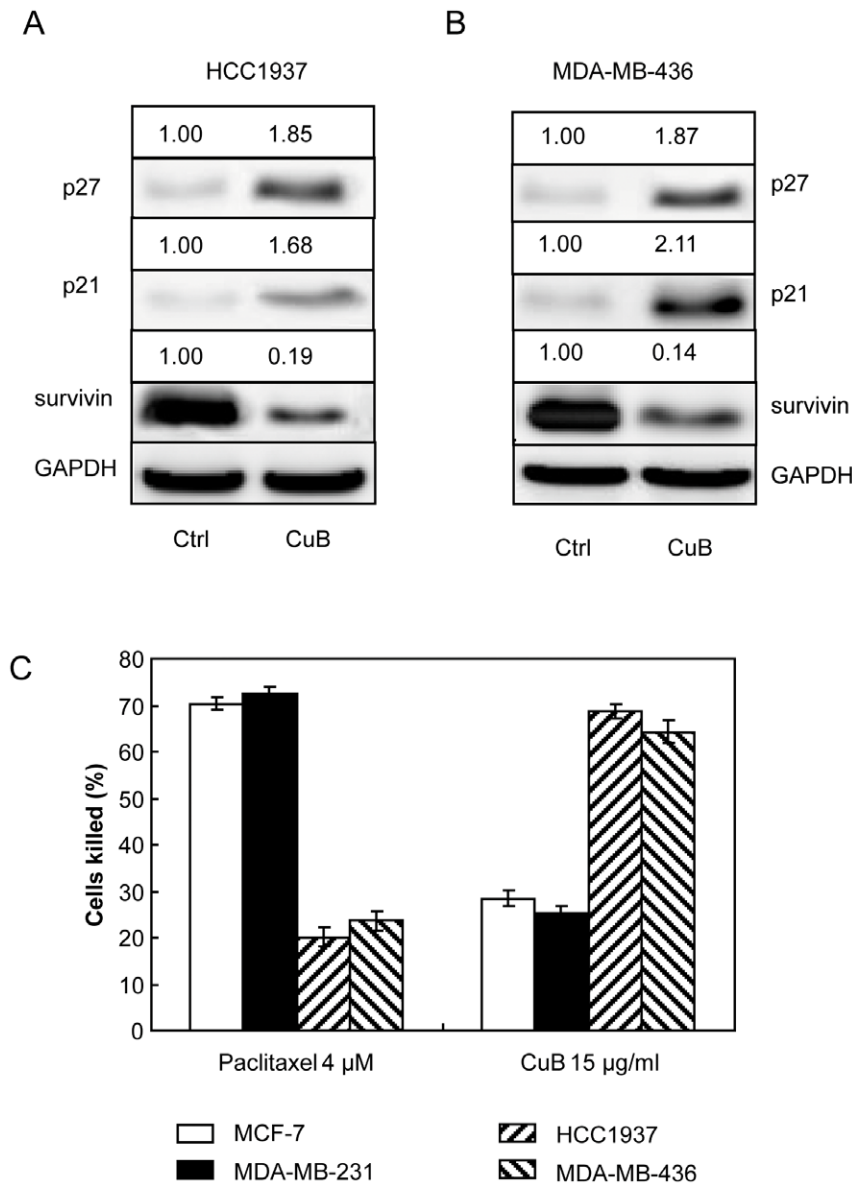 A
HCC1937
1.00 1.85
p27
1.00 1.68
p21
1.00 0.19
survivin
GAPDH
Ctrl CuB
B
MDA-MB-436
1.00 1.87
p27
1.00 2.11
p21
1.00 0.14
survivin
GAPDH
Ctrl CuB
C
Cells killed (%)
80
70
60
50
40
30
20
10
0
Paclitaxel 4 µM CuB 15 µg/ml
MCF-7 HCC1937
MDA-MB-231 MDA-MB-436